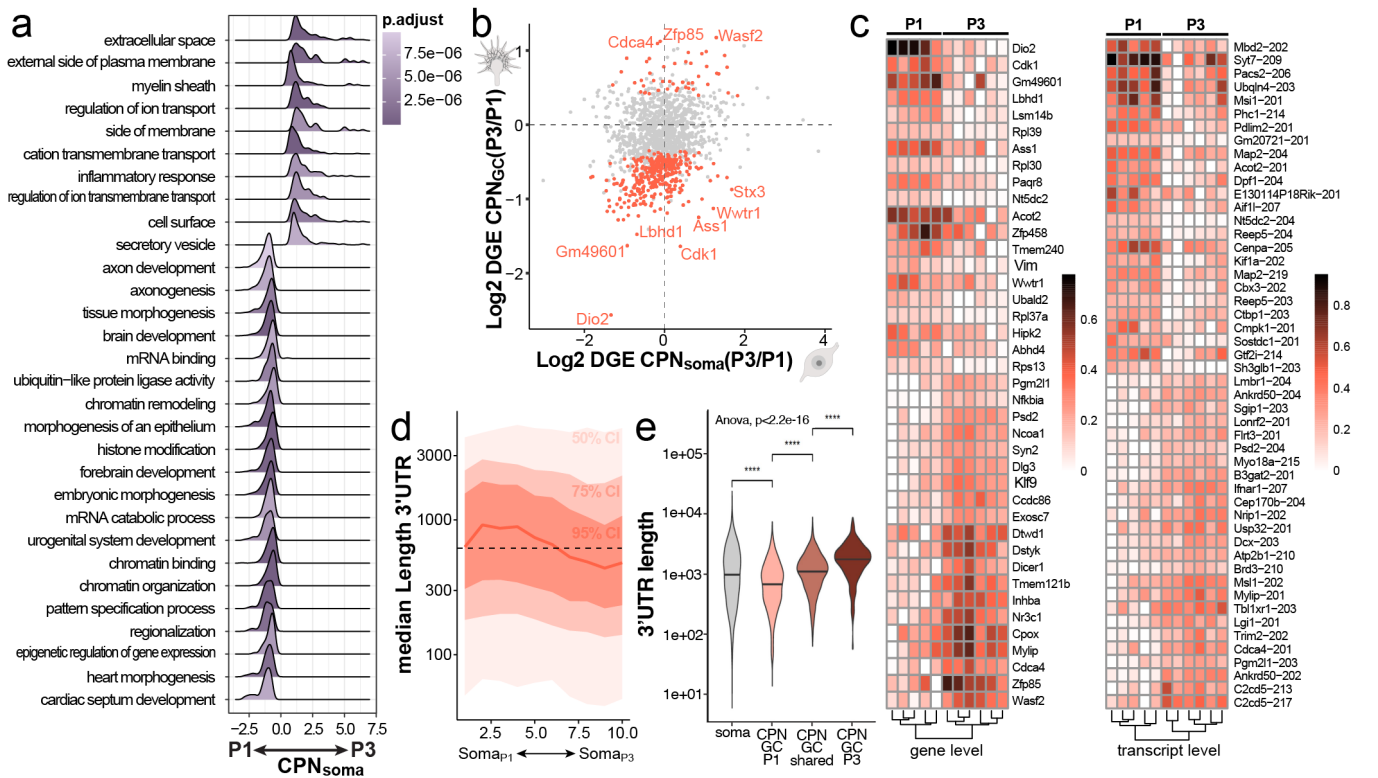 a
p.adjust
7.5e−06
5.0e−06
2.5e−06
extracellular space
external side of plasma membrane
myelin sheath
regulation of ion transport
side of membrane
cation transmembrane transport
inflammatory response
regulation of ion transmembrane transport
cell surface
secretory vesicle
axon development
axonogenesis
tissue morphogenesis
brain development
mRNA binding
ubiquitin−like protein ligase activity
chromatin remodeling
morphogenesis of an epithelium
histone modification
forebrain development
embryonic morphogenesis
mRNA catabolic process
urogenital system development
chromatin binding
chromatin organization
pattern specification process
regionalization
epigenetic regulation of gene expression
heart morphogenesis
cardiac septum development
−2.5 0.0 2.5 5.0 7.5
P1 P3
CPNsoma
b
Log2 DGE CPNGC(P3/P1)
1
0
−1
−2
Cdca4
Zfp85
Wasf2
Stx3
Wwtr1
Ass1
Lbhd1
Gm49601
Cdk1
Dio2
−2 0 2 4
Log2 DGE CPNsoma(P3/P1)
c
P1 P3
Dio2
Cdk1
Gm49601
Lbhd1
Lsm14b
Rpl39
Ass1
Rpl30
Paqr8
Nt5dc2
Acot2
Zfp458
Tmem240
Vim
Wwtr1
Ubald2
Rpl37a
Hipk2
Abhd4
Rps13
Pgm2l1
Nfkbia
Psd2
Ncoa1
Syn2
Dlg3
Klf9
Ccdc86
Exosc7
Dtwd1
Dstyk
Dicer1
Tmem121b
Inhba
Nr3c1
Cpox
Mylip
Cdca4
Zfp85
Wasf2
gene level
0.6
0.4
0.2
0
P1 P3
Mbd2−202
Syt7−209
Pacs2−206
Ubqln4−203
Msi1−201
Phc1−214
Pdlim2−201
Gm20721−201
Map2−204
Acot2−201
Dpf1−204
E130114P18Rik−201
Aif1l−207
Nt5dc2−204
Reep5−204
Cenpa−205
Kif1a−202
Map2−219
Cbx3−202
Reep5−203
Ctbp1−203
Cmpk1−201
Sostdc1−201
Gtf2i−214
Sh3glb1−203
Lmbr1−204
Ankrd50−204
Sgip1−203
Lonrf2−201
Flrt3−201
Psd2−204
Myo18a−215
B3gat2−201
Ifnar1−207
Cep170b−204
Nrip1−202
Usp32−201
Dcx−203
Atp2b1−210
Brd3−210
Msl1−202
Mylip−201
Tbl1xr1−203
Lgi1−201
Trim2−202
Cdca4−201
Pgm2l1−203
Ankrd50−202
C2cd5−213
C2cd5−217
transcript level
0.8
0.6
0.4
0.2
0
d
median Length 3'UTR
3000
1000
300
100
50% CI
75% CI
95% CI
2.5 5.0 7.5 10.0
SomaP1 SomaP3
e
3'UTR length
1e+05
1e+04
1e+03
1e+02
1e+01
Anova, p<2.2e-16
****
****
****
soma
CPN GC P1
CPN GC shared
CPN GC P3